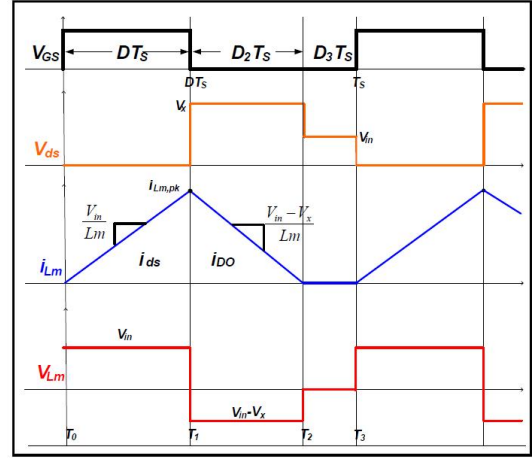 V_GS DT_S D_2T_S D_3T_S
DT_S T_S
V_x
V_ds V_in
i_Lm,pk
V_in / Lm
V_in – V_x / Lm
i_Lm i_ds i_DO
V_in
V_Lm
V_in-V_x
T_0 T_1 T_2 T_3